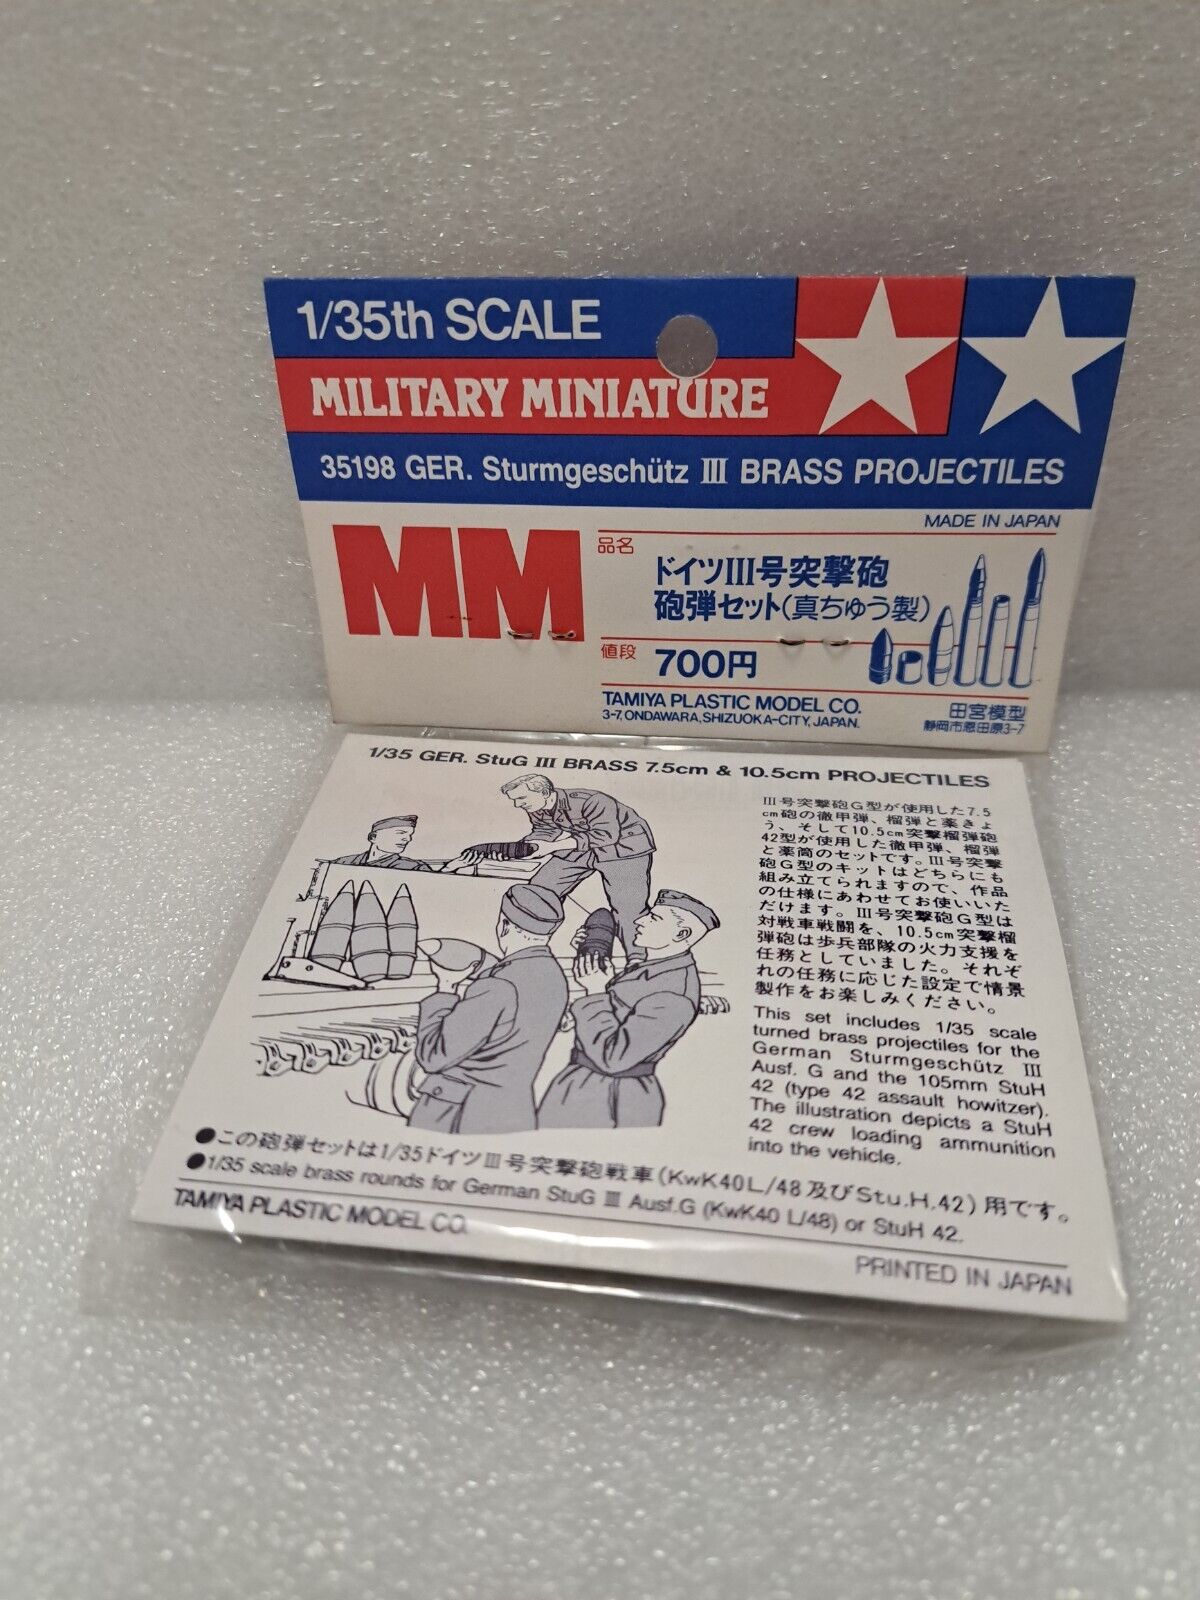 1/35th SCALE
MILITARY MINIATURE
35198 GER. Sturmgeschütz III BRASS PROJECTILES
MADE IN JAPAN
MM
品名
ドイツIII号突撃砲
砲弾セット(真ちゅう製)
値段
700円
TAMIYA PLASTIC MODEL CO.
3-7, ONDAWARA, SHIZUOKA-CITY, JAPAN.
田宮模型
静岡市恩田原3-7
1/35 GER. StuG III BRASS 7.5cm & 10.5cm PROJECTILES
III号突撃砲G型が使用した7.5
cm砲の徹甲弾、榴弾と薬きょ
う、そして10.5cm突撃榴弾砲
42型が使用した徹甲弾、榴弾
と薬筒のセットです。III号突撃
砲G型のキットはどちらにも
組み立てられますので、作品
の仕様にあわせてお使いいた
だけます。III号突撃砲G型は
対戦車戦闘を、10.5cm突撃榴
弾砲は歩兵部隊の火力支援を
任務としていました。それぞ
れの任務に応じた設定で情景
製作をお楽しみください。
This set includes 1/35 scale
turned brass projectiles for the
German Sturmgeschütz III
Ausf. G and the 105mm StuH
42 (type 42 assault howitzer).
The illustration depicts a StuH
42 crew loading ammunition
into the vehicle.
●この砲弾セットは1/35ドイツIII号突撃砲戦車(KwK40L/48及びStu.H.42)用です。
●1/35 scale brass rounds for German StuG III Ausf.G (KwK40 L/48) or StuH 42.
TAMIYA PLASTIC MODEL CO.
PRINTED IN JAPAN